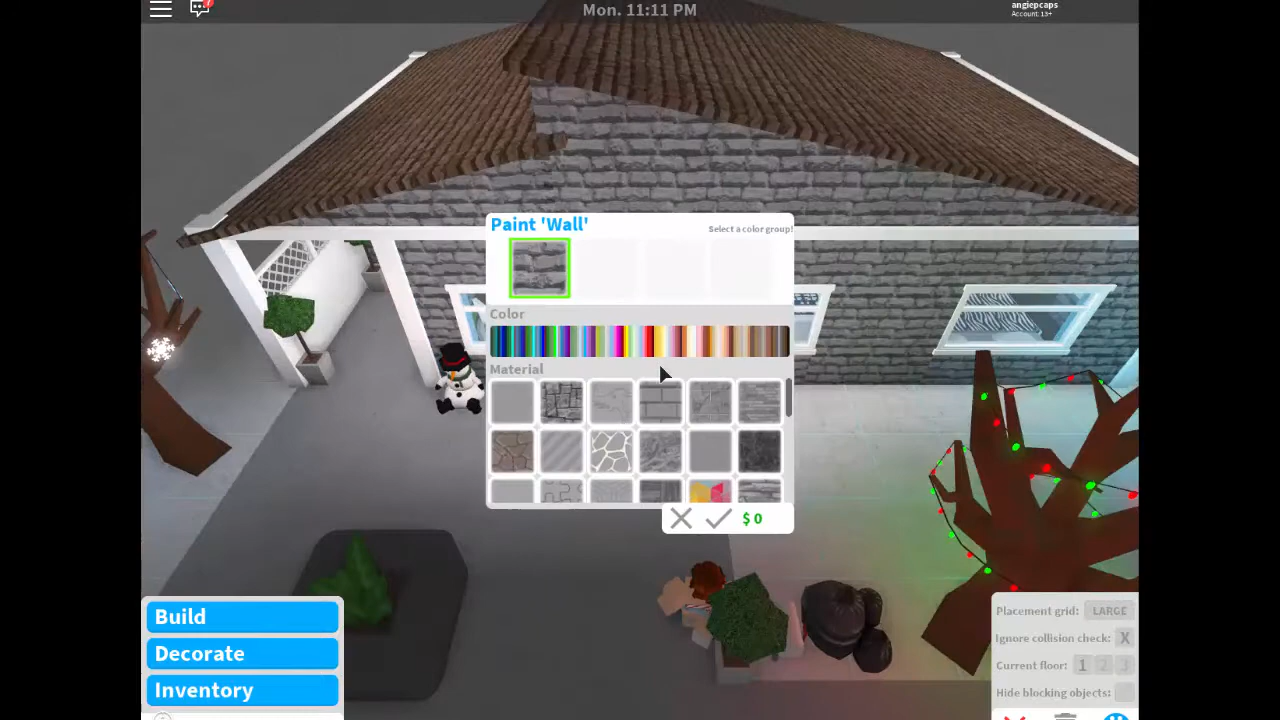 Mon. 11:11 PM
angiepcaps
Account: 13+
Paint 'Wall'
Select a color group!
Color
Material
$ 0
Build
Decorate
Inventory
Placement grid: LARGE
Ignore collision check: X
Current floor: 1 2 3
Hide blocking objects: